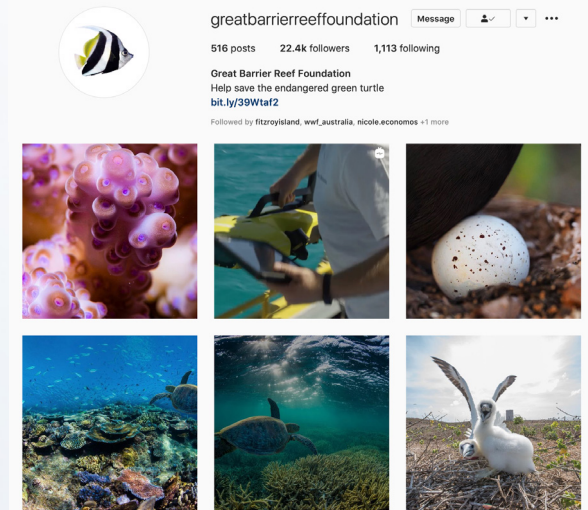 greatbarrierreeffoundation Message
516 posts 22.4k followers 1,113 following
Great Barrier Reef Foundation
Help save the endangered green turtle
bit.ly/39Wtaf2
Followed by fitzroyisland, wwf_australia, nicole.economos +1 more